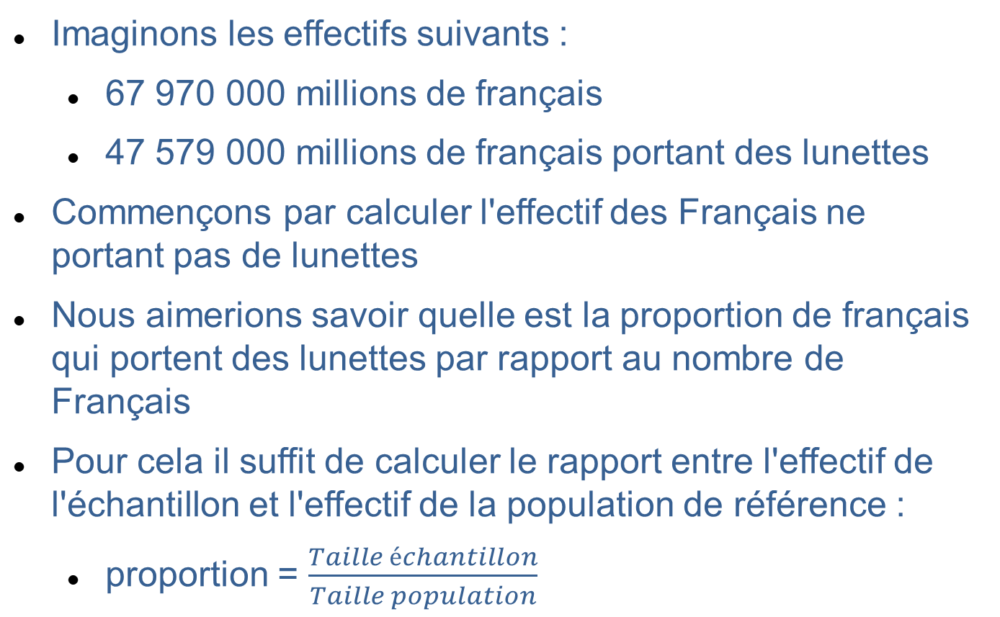 • Imaginons les effectifs suivants :
• 67 970 000 millions de français
• 47 579 000 millions de français portant des lunettes
• Commençons par calculer l'effectif des Français ne
portant pas de lunettes
• Nous aimerions savoir quelle est la proportion de français
qui portent des lunettes par rapport au nombre de
Français
• Pour cela il suffit de calculer le rapport entre l'effectif de
l'échantillon et l'effectif de la population de référence :
• proportion = Taille échantillon
Taille population